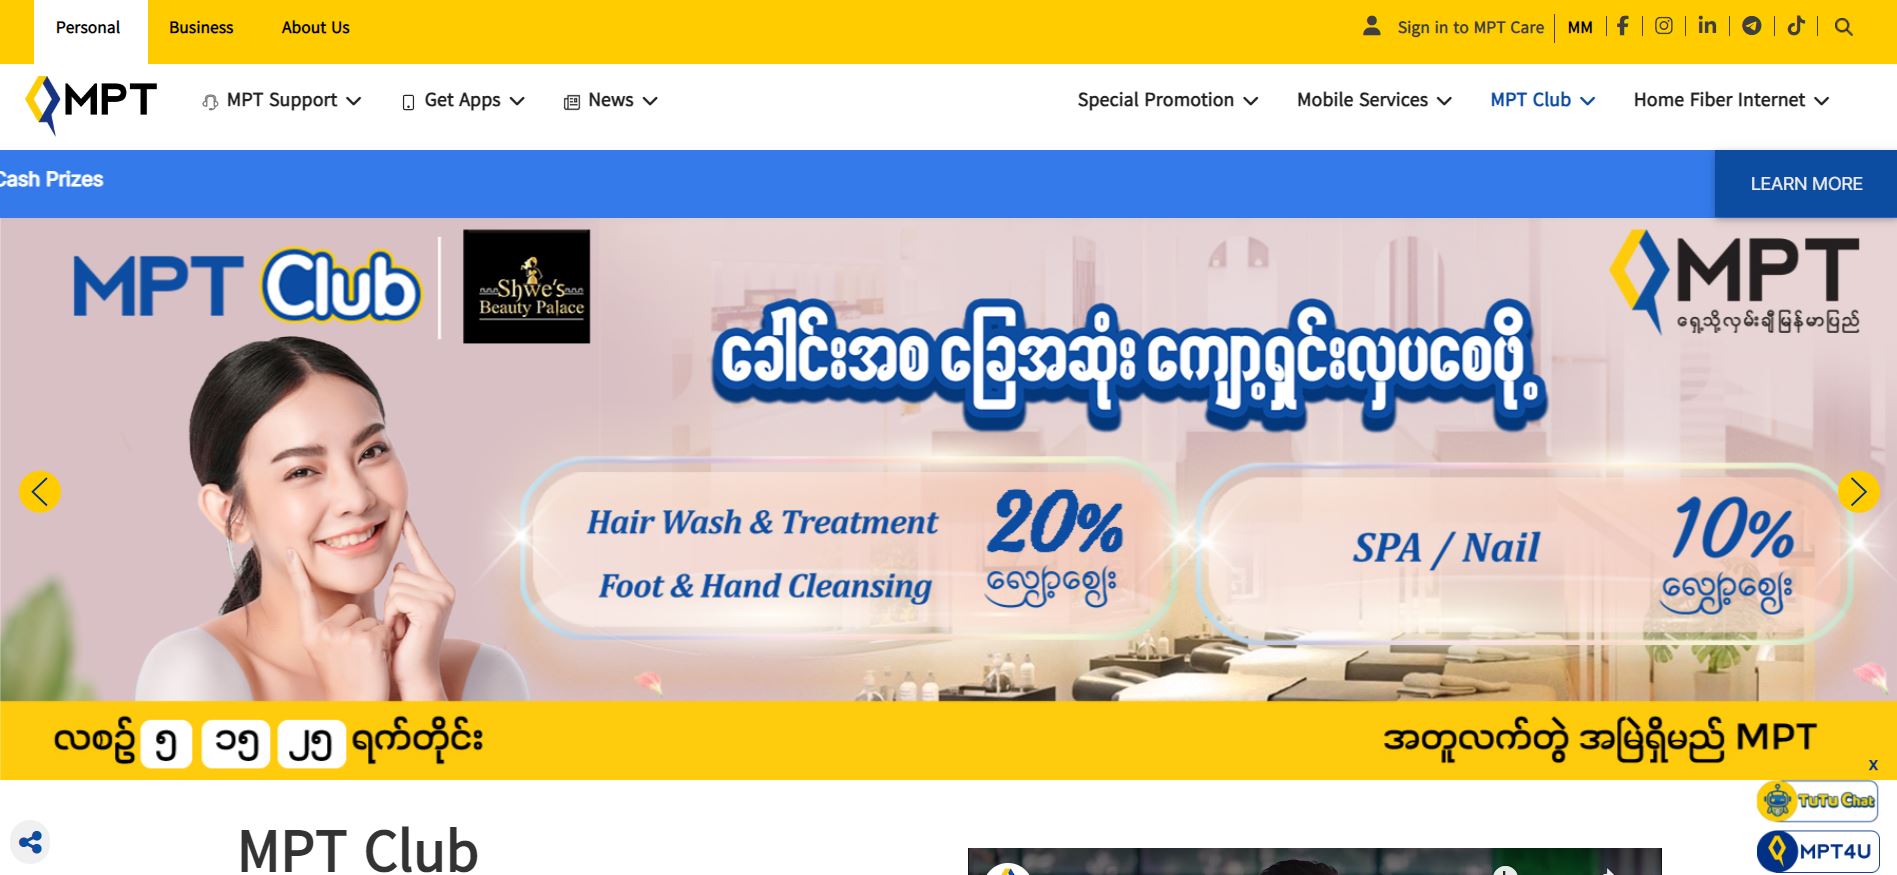 Personal
Business
About Us
Sign in to MPT Care
MM
MPT
MPT Support
Get Apps
News
Special Promotion
Mobile Services
MPT Club
Home Fiber Internet
Cash Prizes
LEARN MORE
MPT Club
Shwe's
Beauty Palace
MPT
ရှေ့သို့လှမ်းချီမြန်မာပြည်
ခေါင်းအစ ခြေအဆုံး ကျော့ရှင်းလှပစေဖို့
Hair Wash & Treatment
Foot & Hand Cleansing
20%
လျှော့ဈေး
SPA / Nail
10%
လျှော့ဈေး
လစဉ် ၅ ၁၅ ၂၅ ရက်တိုင်း
အတူလက်တွဲ အမြဲရှိမည် MPT
x
TuTu Chat
MPT4U
MPT Club